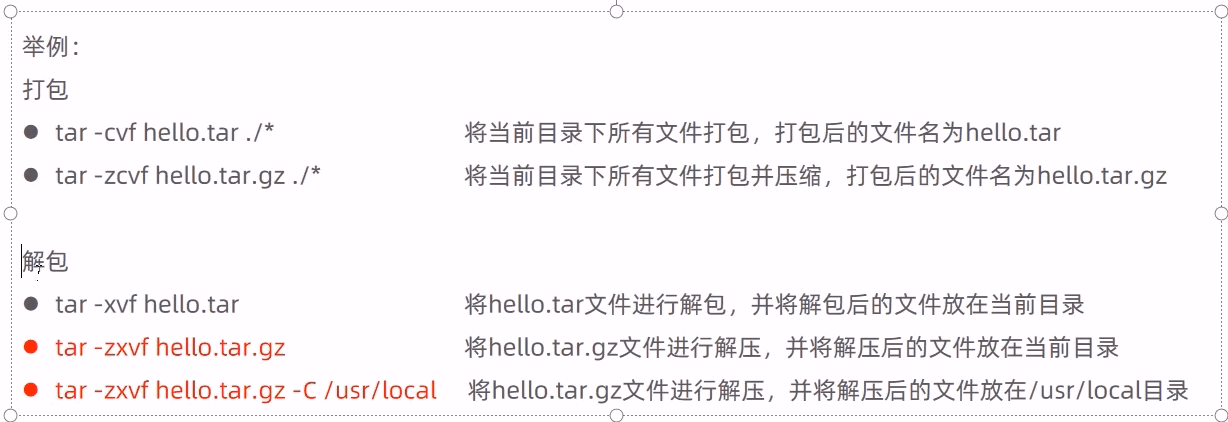 举例：
打包
● tar -cvf hello.tar ./* 将当前目录下所有文件打包，打包后的文件名为hello.tar
● tar -zcvf hello.tar.gz ./* 将当前目录下所有文件打包并压缩，打包后的文件名为hello.tar.gz
解包
● tar -xvf hello.tar 将hello.tar文件进行解包，并将解包后的文件放在当前目录
● tar -zxvf hello.tar.gz 将hello.tar.gz文件进行解压，并将解压后的文件放在当前目录
● tar -zxvf hello.tar.gz -C /usr/local 将hello.tar.gz文件进行解压，并将解压后的文件放在/usr/local目录